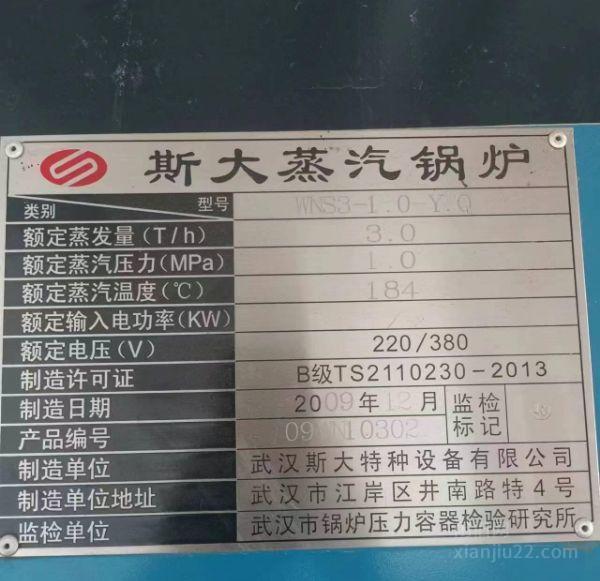 斯大蒸汽锅炉
类别 型号 WNS3-1.0-Y.Q
额定蒸发量(T/h) 3.0
额定蒸汽压力(MPa) 1.0
额定蒸汽温度(℃) 184
额定输入电功率(KW) /
额定电压(V) 220/380
制造许可证 B级TS2110230-2013
制造日期 2009年12月 监检标记
产品编号
制造单位 武汉斯大特种设备有限公司
制造单位地址 武汉市江岸区井南路特4号
监检单位 武汉市锅炉压力容器检验研究所
xianjiu22.com